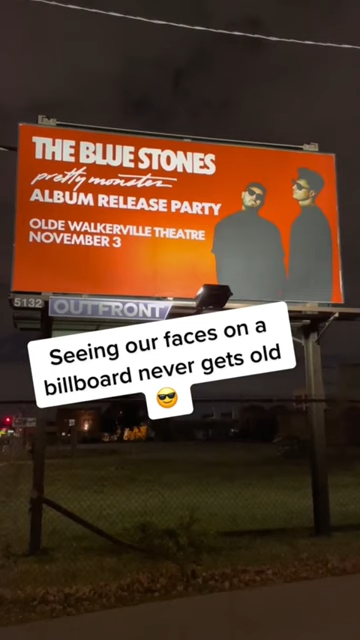 THE BLUE STONES
pretty monster
ALBUM RELEASE PARTY
OLDE WALKERVILLE THEATRE
NOVEMBER 3
5132 OUTFRONT
Seeing our faces on a
billboard never gets old
😎